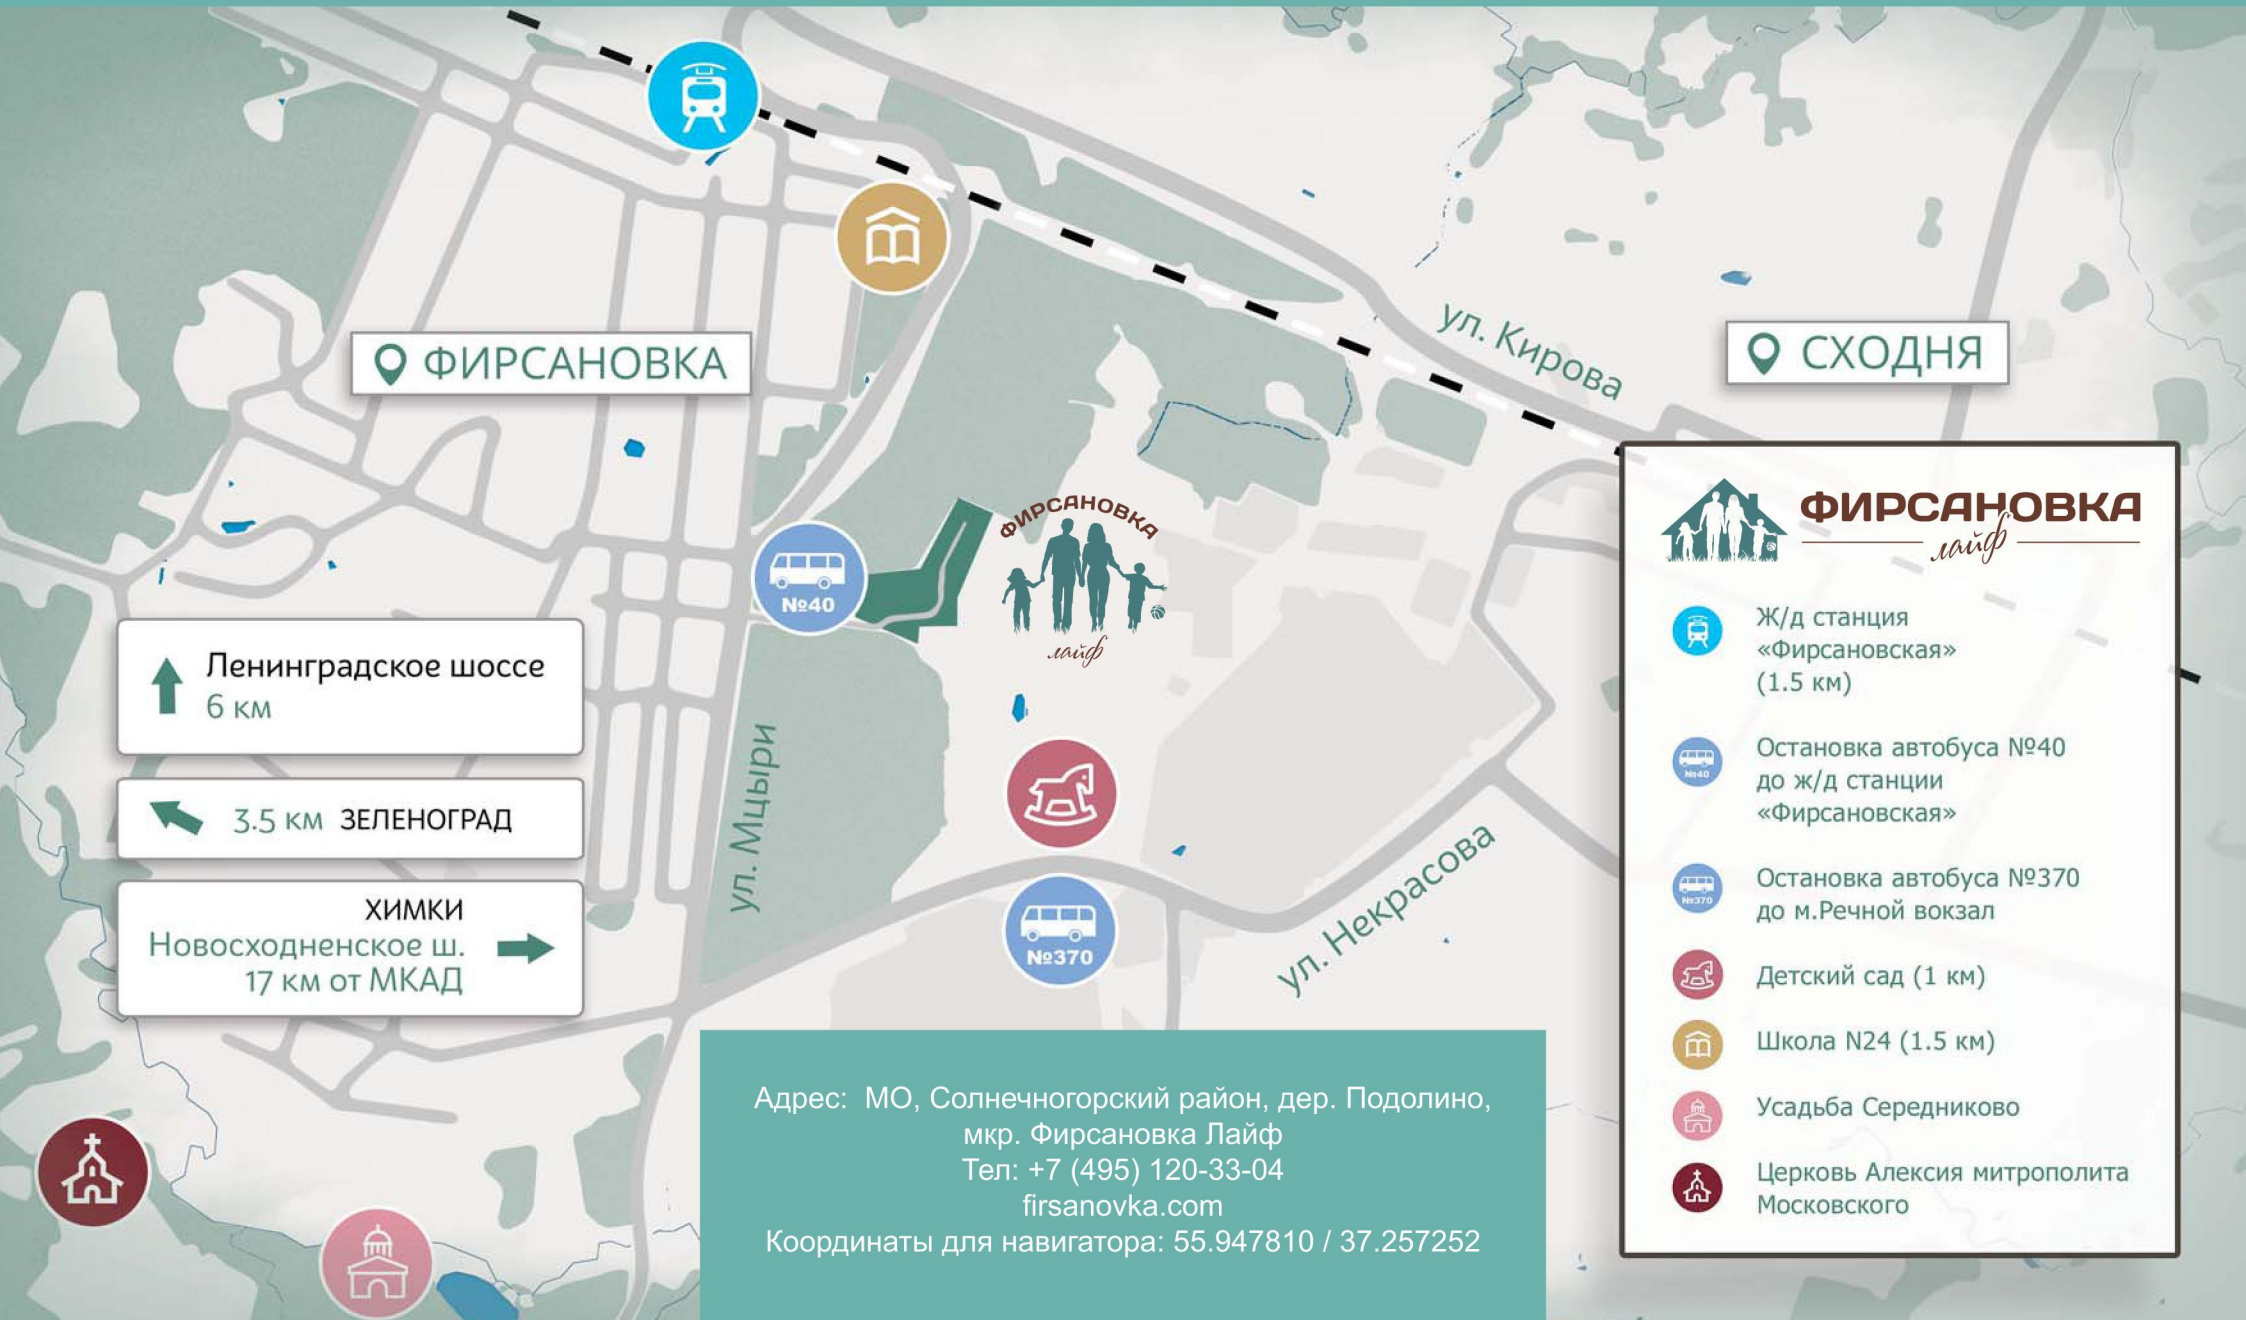 ФИРСАНОВКА
ул. Кирова
СХОДНЯ
ФИРСАНОВКА
лайф
№40
Ленинградское шоссе
6 км
3.5 км ЗЕЛЕНОГРАД
ХИМКИ
Новосходненское ш.
17 км от МКАД
ул. Мцыри
№370
ул. Некрасова
ФИРСАНОВКА
лайф
Ж/д станция
«Фирсановская»
(1.5 км)
№40
Остановка автобуса №40
до ж/д станции
«Фирсановская»
№370
Остановка автобуса №370
до м.Речной вокзал
Детский сад (1 км)
Школа N24 (1.5 км)
Усадьба Середниково
Церковь Алексия митрополита
Московского
Адрес: МО, Солнечногорский район, дер. Подолино,
мкр. Фирсановка Лайф
Тел: +7 (495) 120-33-04
firsanovka.com
Координаты для навигатора: 55.947810 / 37.257252